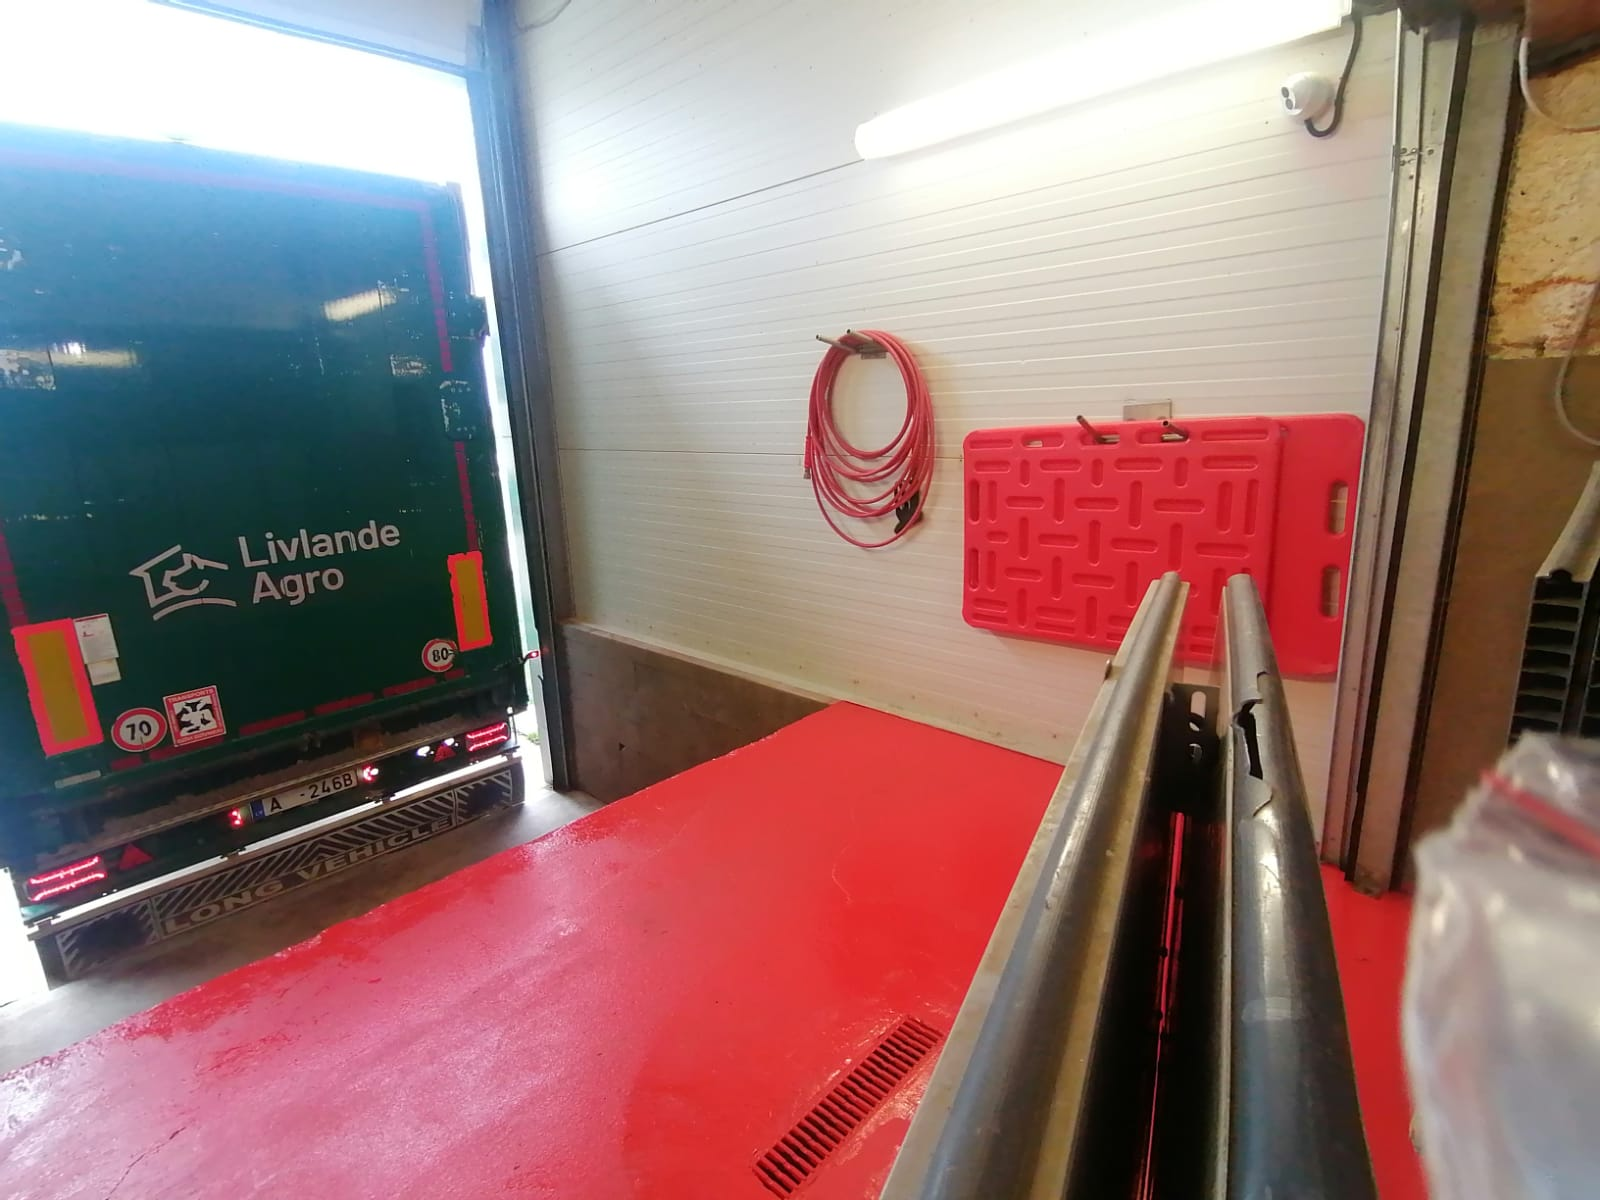 Livlande
Agro
80
70
TRANSPORTS
A -246B
LONG VEHICLE